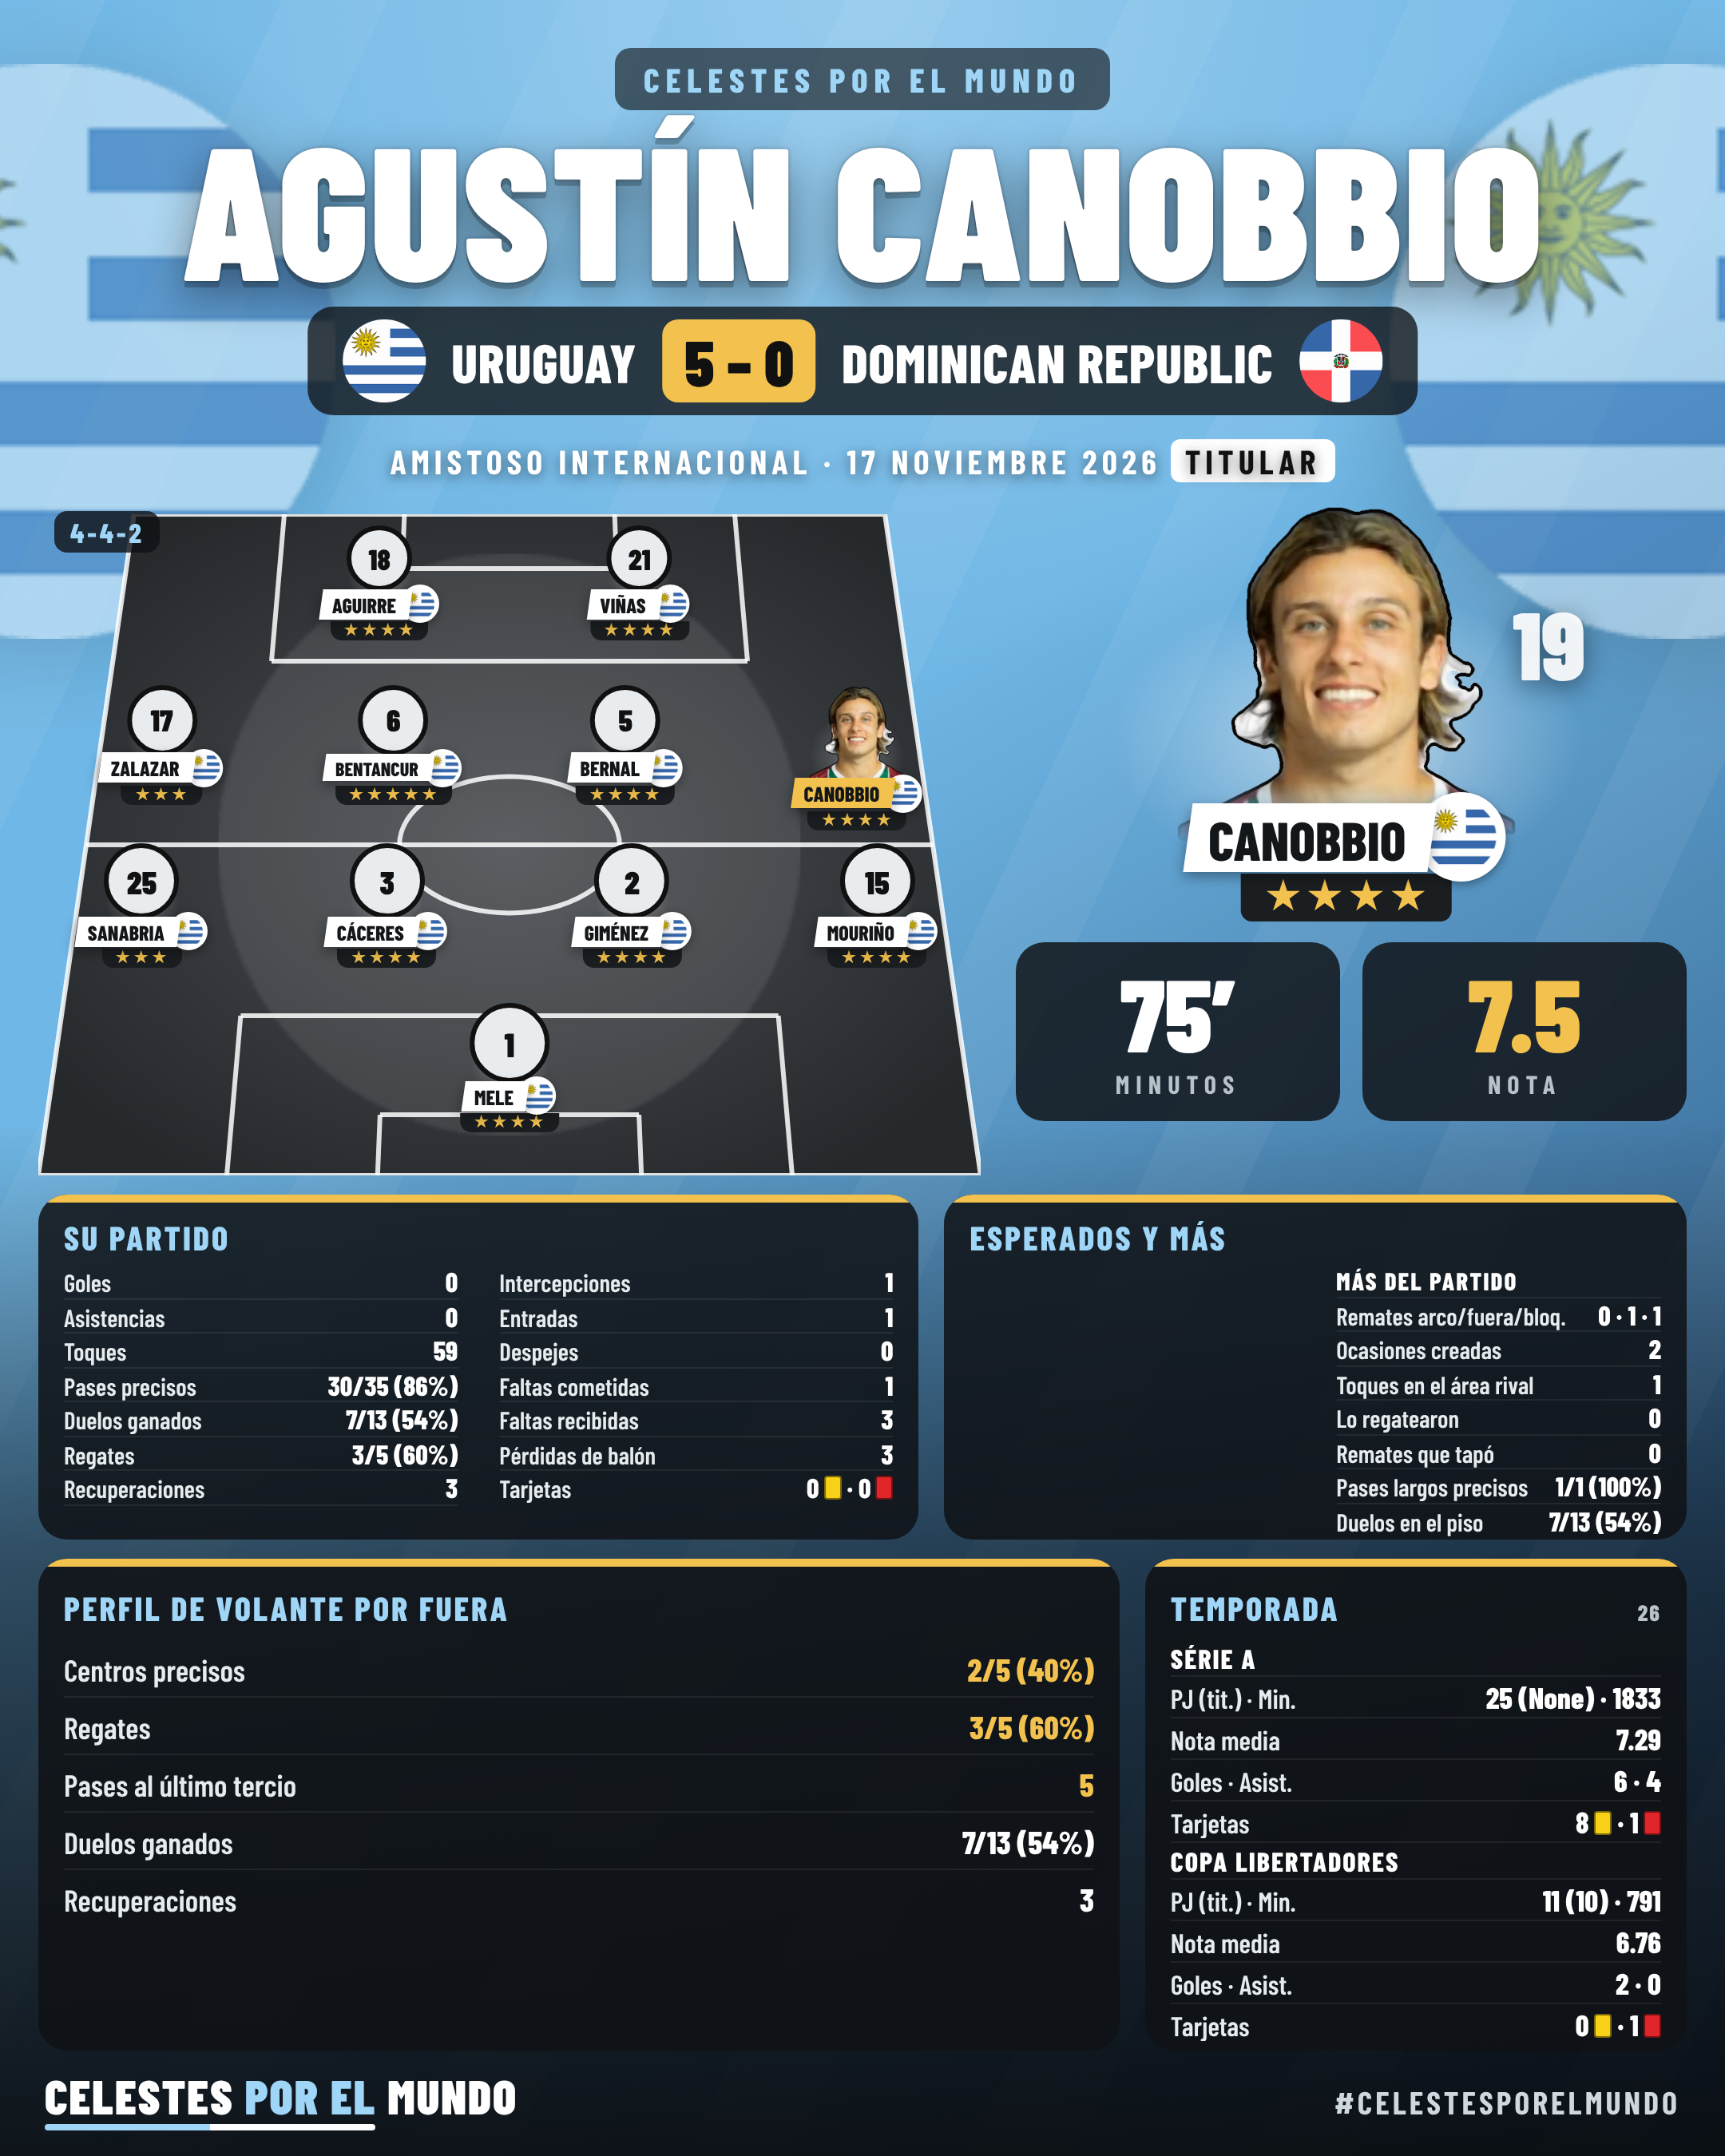 CELESTES POR EL MUNDO
AGUSTÍN CANOBBIO
URUGUAY 5 - 0 DOMINICAN REPUBLIC
AMISTOSO INTERNACIONAL · 17 NOVIEMBRE 2026 TITULAR
4-4-2
18 21
AGUIRRE VIÑAS
17 6 5
ZALAZAR BENTANCUR BERNAL CANOBBIO
25 3 2 15
SANABRIA CÁCERES GIMÉNEZ MOURIÑO
1
MELE
19
CANOBBIO
75’ 7.5
MINUTOS NOTA
SU PARTIDO
Goles 0
Asistencias 0
Toques 59
Pases precisos 30/35 (86%)
Duelos ganados 7/13 (54%)
Regates 3/5 (60%)
Recuperaciones 3
Intercepciones 1
Entradas 1
Despejes 0
Faltas cometidas 1
Faltas recibidas 3
Pérdidas de balón 3
Tarjetas 0 · 0
ESPERADOS Y MÁS
MÁS DEL PARTIDO
Remates arco/fuera/bloq. 0 · 1 · 1
Ocasiones creadas 2
Toques en el área rival 1
Lo regatearon 0
Remates que tapó 0
Pases largos precisos 1/1 (100%)
Duelos en el piso 7/13 (54%)
PERFIL DE VOLANTE POR FUERA
Centros precisos 2/5 (40%)
Regates 3/5 (60%)
Pases al último tercio 5
Duelos ganados 7/13 (54%)
Recuperaciones 3
TEMPORADA 26
SÉRIE A
PJ (tit.) · Min. 25 (None) · 1833
Nota media 7.29
Goles · Asist. 6 · 4
Tarjetas 8 · 1
COPA LIBERTADORES
PJ (tit.) · Min. 11 (10) · 791
Nota media 6.76
Goles · Asist. 2 · 0
Tarjetas 0 · 1
CELESTES POR EL MUNDO
#CELESTESPORELMUNDO